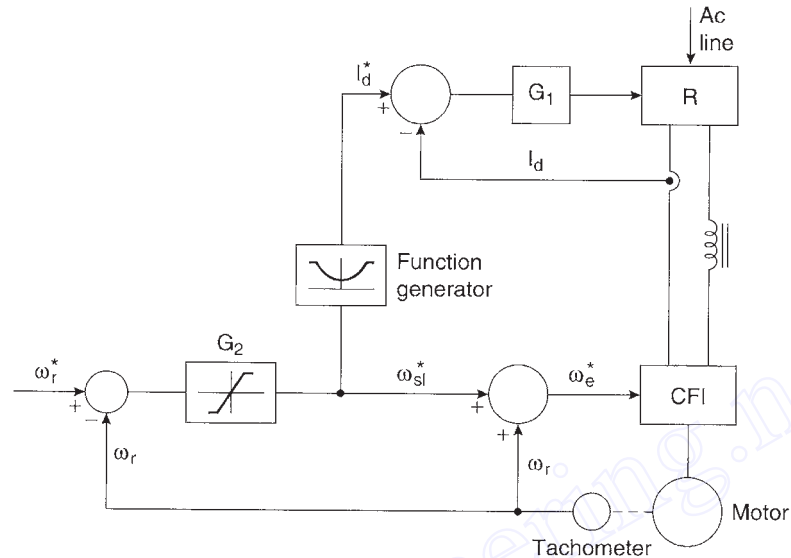 Ac
line
I*d
+
−
G1
R
Id
Function
generator
G2
ω*r
+
−
ω*sl
+
+
ω*e
CFI
ωr
ωr
Motor
Tachometer